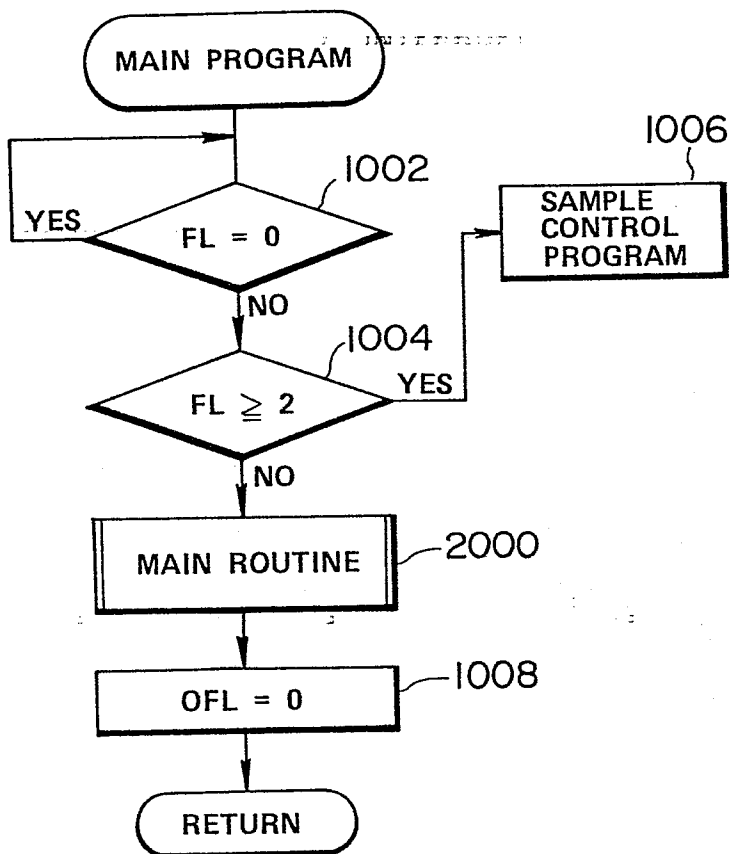 MAIN PROGRAM
1002
YES
FL = 0
NO
1006
SAMPLE
CONTROL
PROGRAM
1004
YES
FL ≧ 2
NO
MAIN ROUTINE
2000
OFL = 0
1008
RETURN